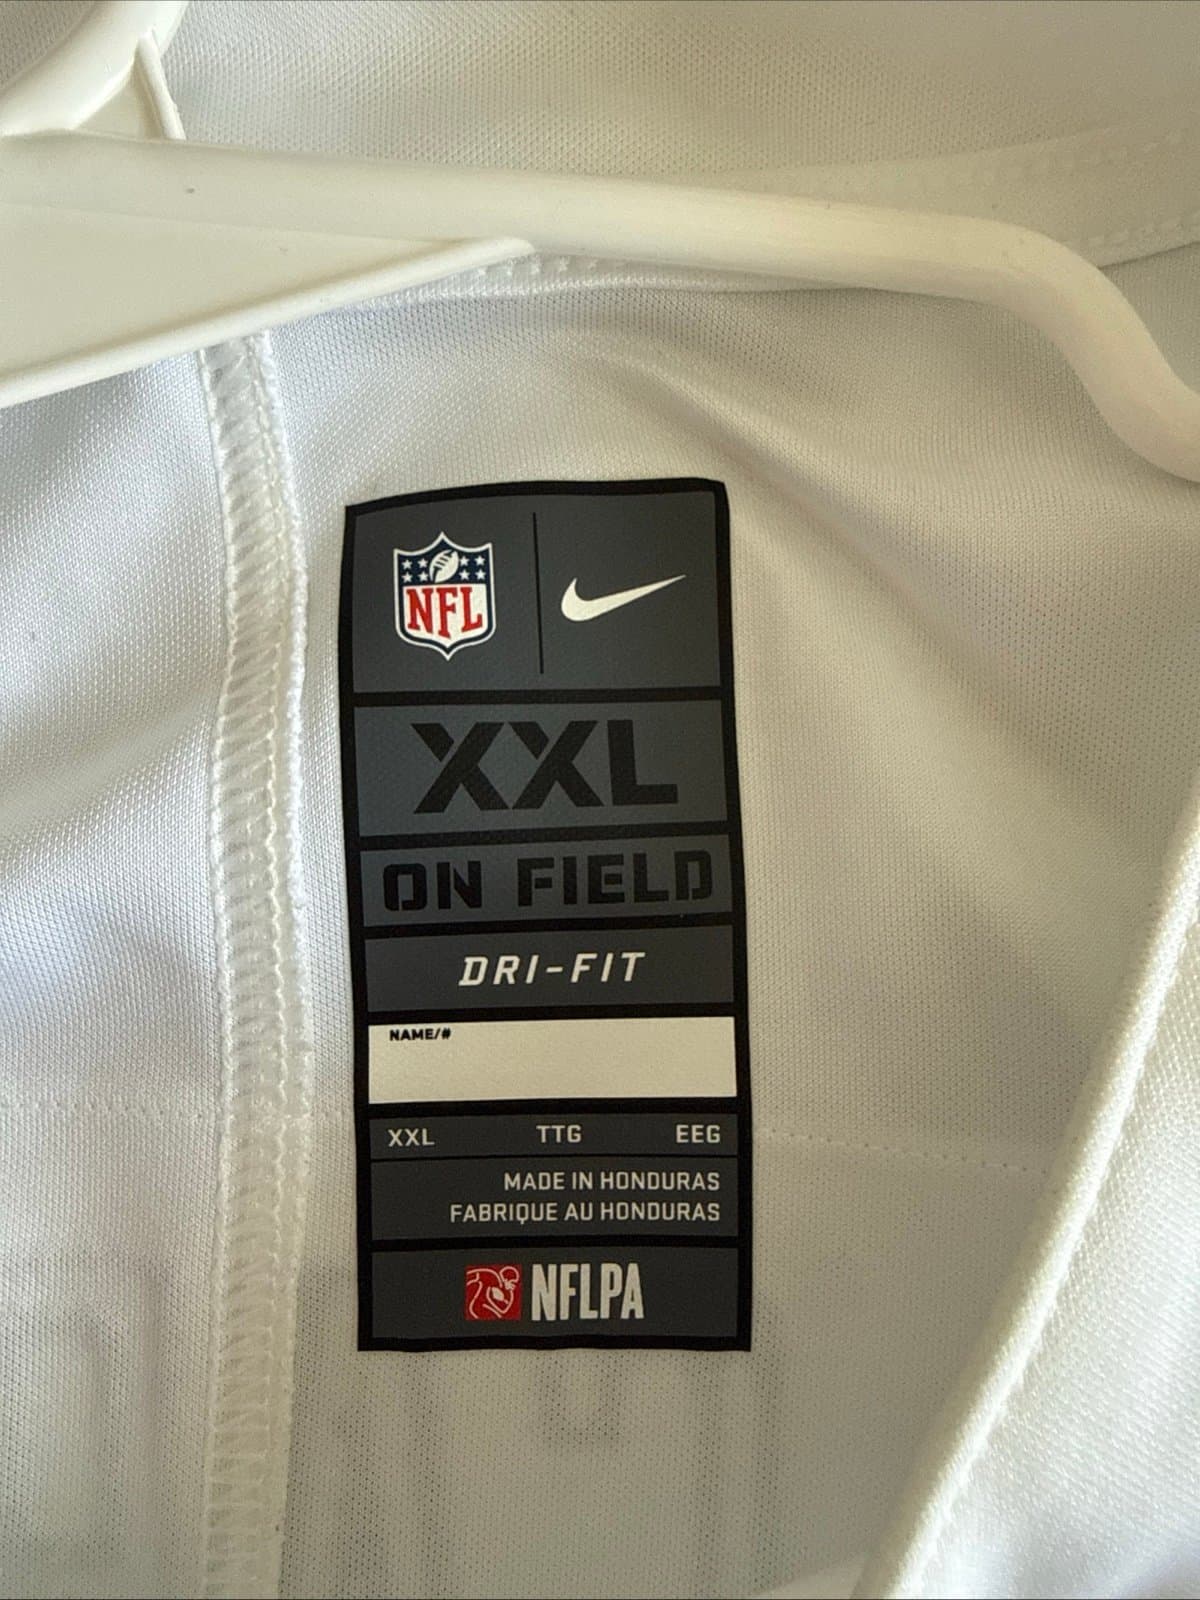 NFL
XXL
ON FIELD
DRI-FIT
NAME/#
XXL TTG EEG
MADE IN HONDURAS
FABRIQUE AU HONDURAS
NFLPA